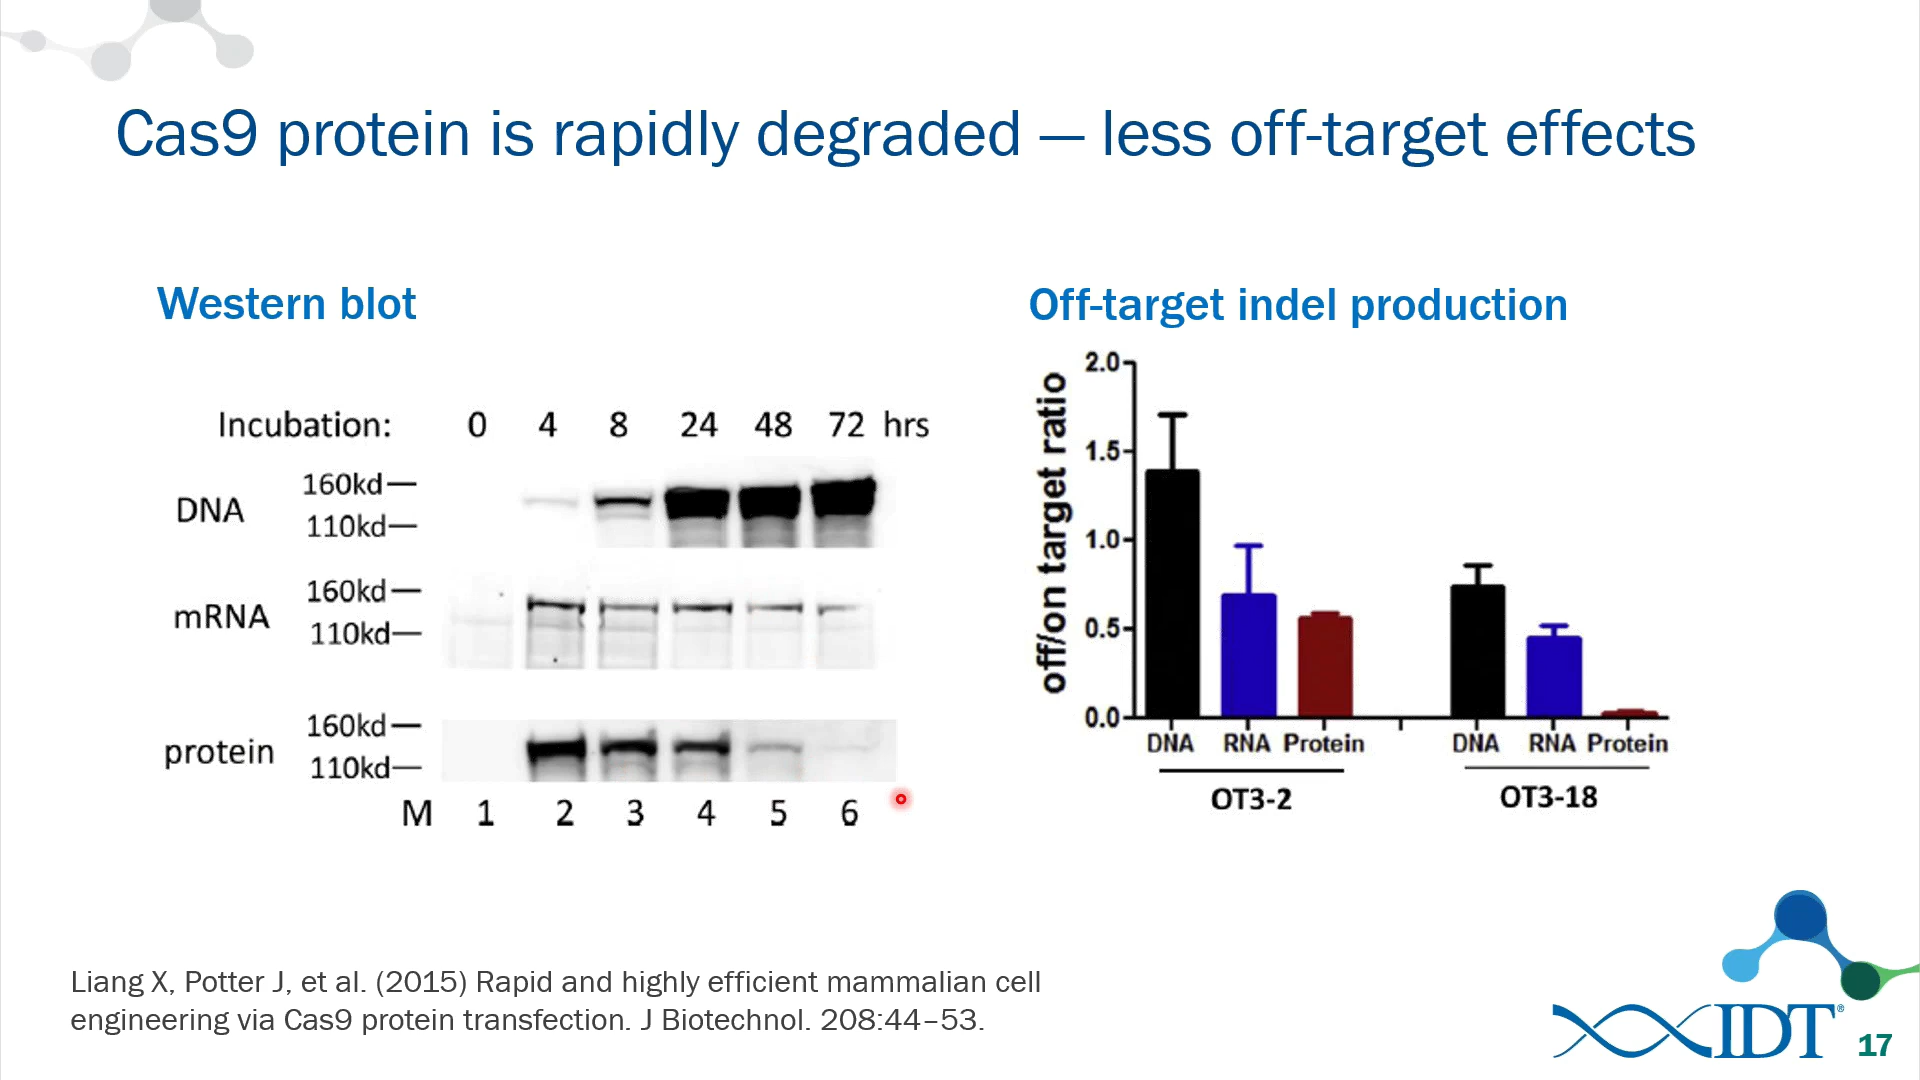 Cas9 protein is rapidly degraded — less off-target effects
Western blot
Incubation: 0 4 8 24 48 72 hrs
DNA
160kd
110kd
mRNA
160kd
110kd
protein
160kd
110kd
M 1 2 3 4 5 6
Off-target indel production
off/on target ratio
2.0
1.5
1.0
0.5
0.0
DNA RNA Protein DNA RNA Protein
OT3-2 OT3-18
Liang X, Potter J, et al. (2015) Rapid and highly efficient mammalian cell
engineering via Cas9 protein transfection. J Biotechnol. 208:44–53.
IDT®
17